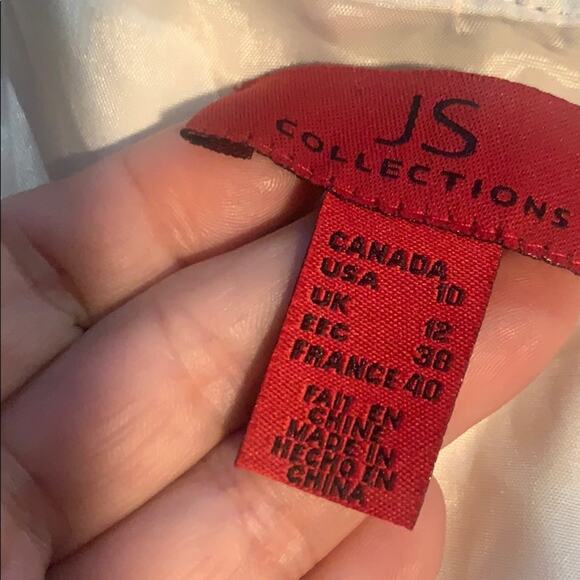 JS
COLLECTIONS
CANADA
USA 10
UK 12
EEC 38
FRANCE 40
FAIT EN
CHINE
MADE IN
HECHO EN
CHINA